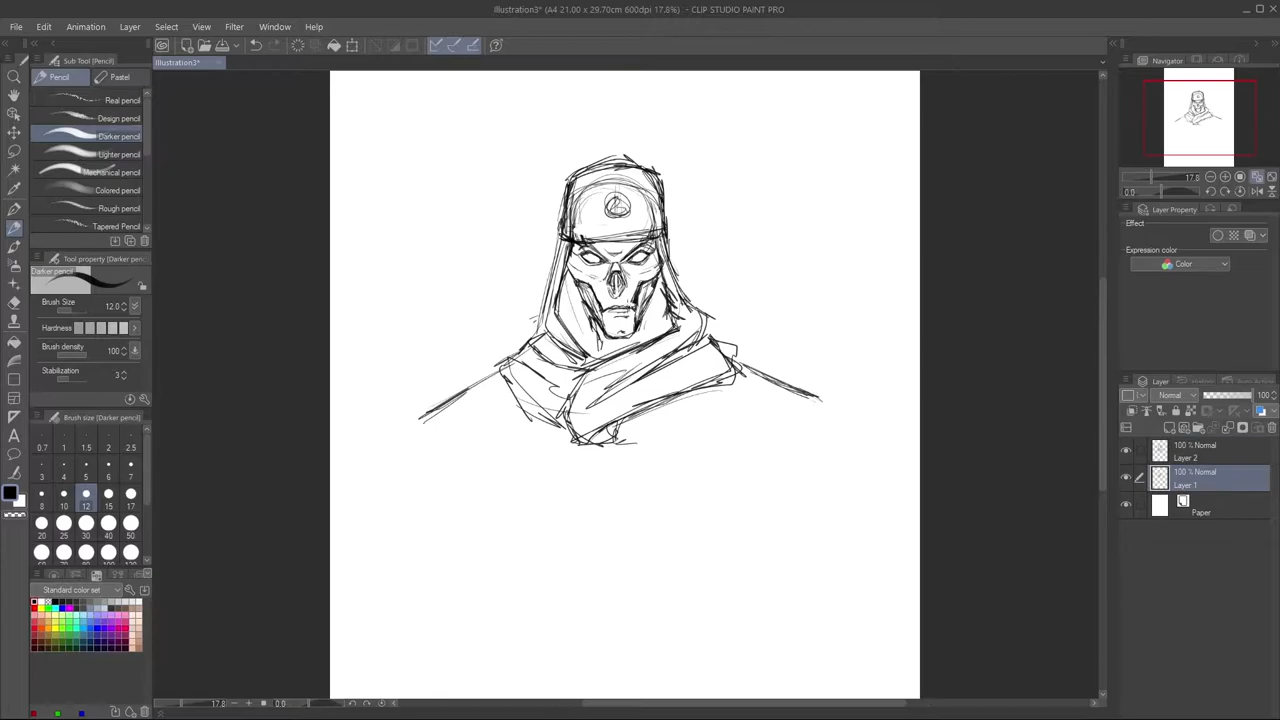 Illustration3* (A4 21.00 x 29.70cm 600dpi 17.8%) - CLIP STUDIO PAINT PRO
File Edit Animation Layer Select View Filter Window Help
Sub Tool [Pencil]
Illustration3*
Navigator
Pencil Pastel
Real pencil
Design pencil
Darker pencil
Lighter pencil
Mechanical pencil
Colored pencil
Rough pencil
Tapered Pencil
17.8
0.0
Layer Property
Effect
Expression color
Color
Tool property [Darker penc
Darker pencil
Brush Size 12.0
Hardness
Brush density 100
Stabilization 3
Layer
Normal 100
Brush size [Darker pencil]
0.7 1 1.5 2 2.5
3 4 5 6 7
8 10 12 15 17
20 25 30 40 50
100 % Normal
Layer 2
100 % Normal
Layer 1
Paper
Standard color set
17.8 0.0